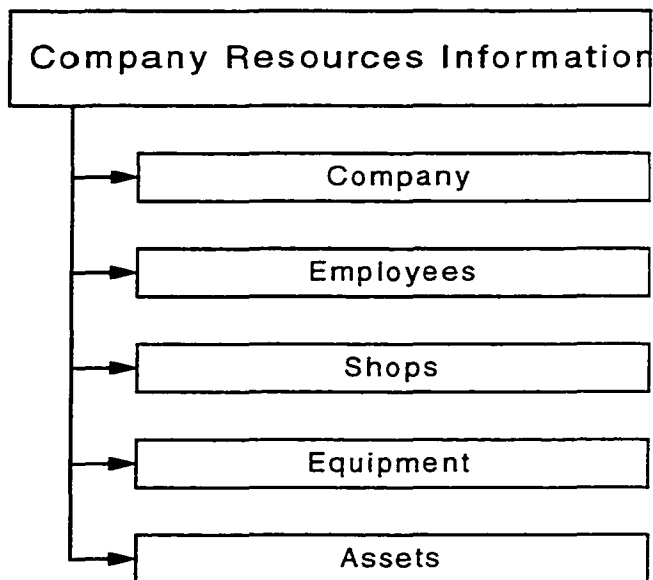 Company Resources Information
Company
Employees
Shops
Equipment
Assets